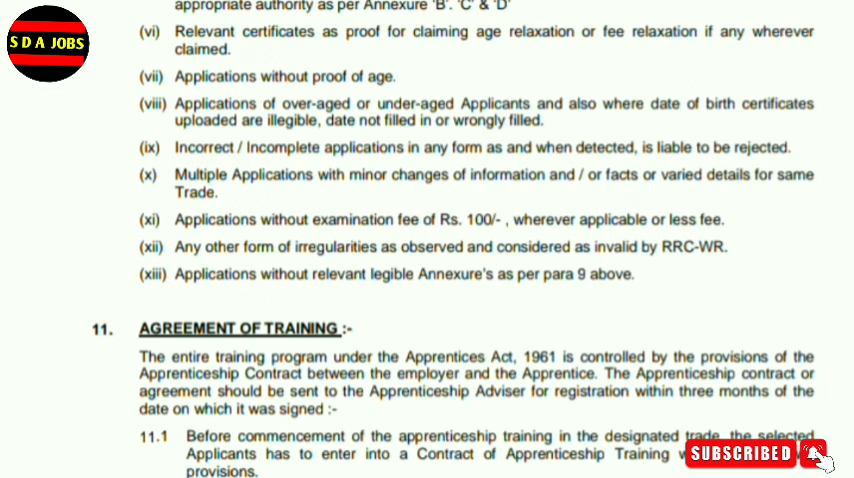 appropriate authority as per Annexure 'B'. 'C' & 'D'
S D A JOBS
(vi) Relevant certificates as proof for claiming age relaxation or fee relaxation if any wherever
claimed.
(vii) Applications without proof of age.
(viii) Applications of over-aged or under-aged Applicants and also where date of birth certificates
uploaded are illegible, date not filled in or wrongly filled.
(ix) Incorrect / Incomplete applications in any form as and when detected, is liable to be rejected.
(x) Multiple Applications with minor changes of information and / or facts or varied details for same
Trade.
(xi) Applications without examination fee of Rs. 100/- , wherever applicable or less fee.
(xii) Any other form of irregularities as observed and considered as invalid by RRC-WR.
(xiii) Applications without relevant legible Annexure's as per para 9 above.
11. AGREEMENT OF TRAINING :-
The entire training program under the Apprentices Act, 1961 is controlled by the provisions of the
Apprenticeship Contract between the employer and the Apprentice. The Apprenticeship contract or
agreement should be sent to the Apprenticeship Adviser for registration within three months of the
date on which it was signed :-
11.1 Before commencement of the apprenticeship training in the designated trade, the selected
Applicants has to enter into a Contract of Apprenticeship Training
provisions.
SUBSCRIBED